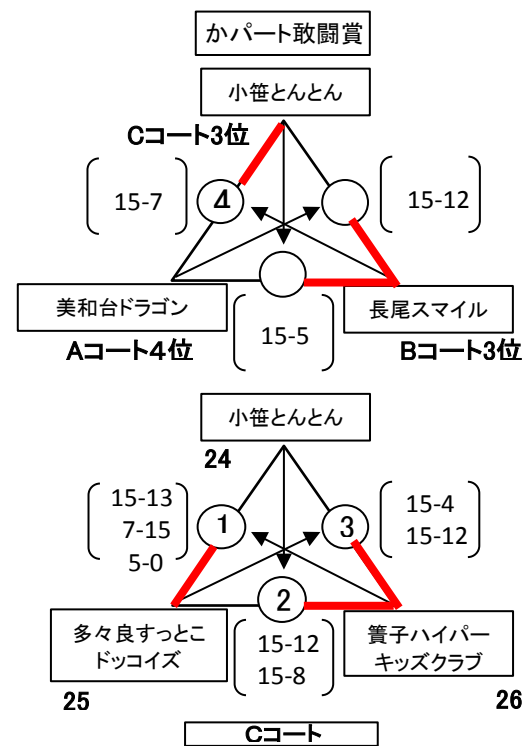 かパート敢闘賞
小笹とんとん
Cコート3位
15-7
4
15-12
美和台ドラゴン
長尾スマイル
Aコート4位
15-5
Bコート3位
小笹とんとん
24
15-13
7-15
5-0
1
3
15-4
15-12
2
多々良すっとこ
ドッコイズ
15-12
15-8
簀子ハイパー
キッズクラブ
25
26
Cコート